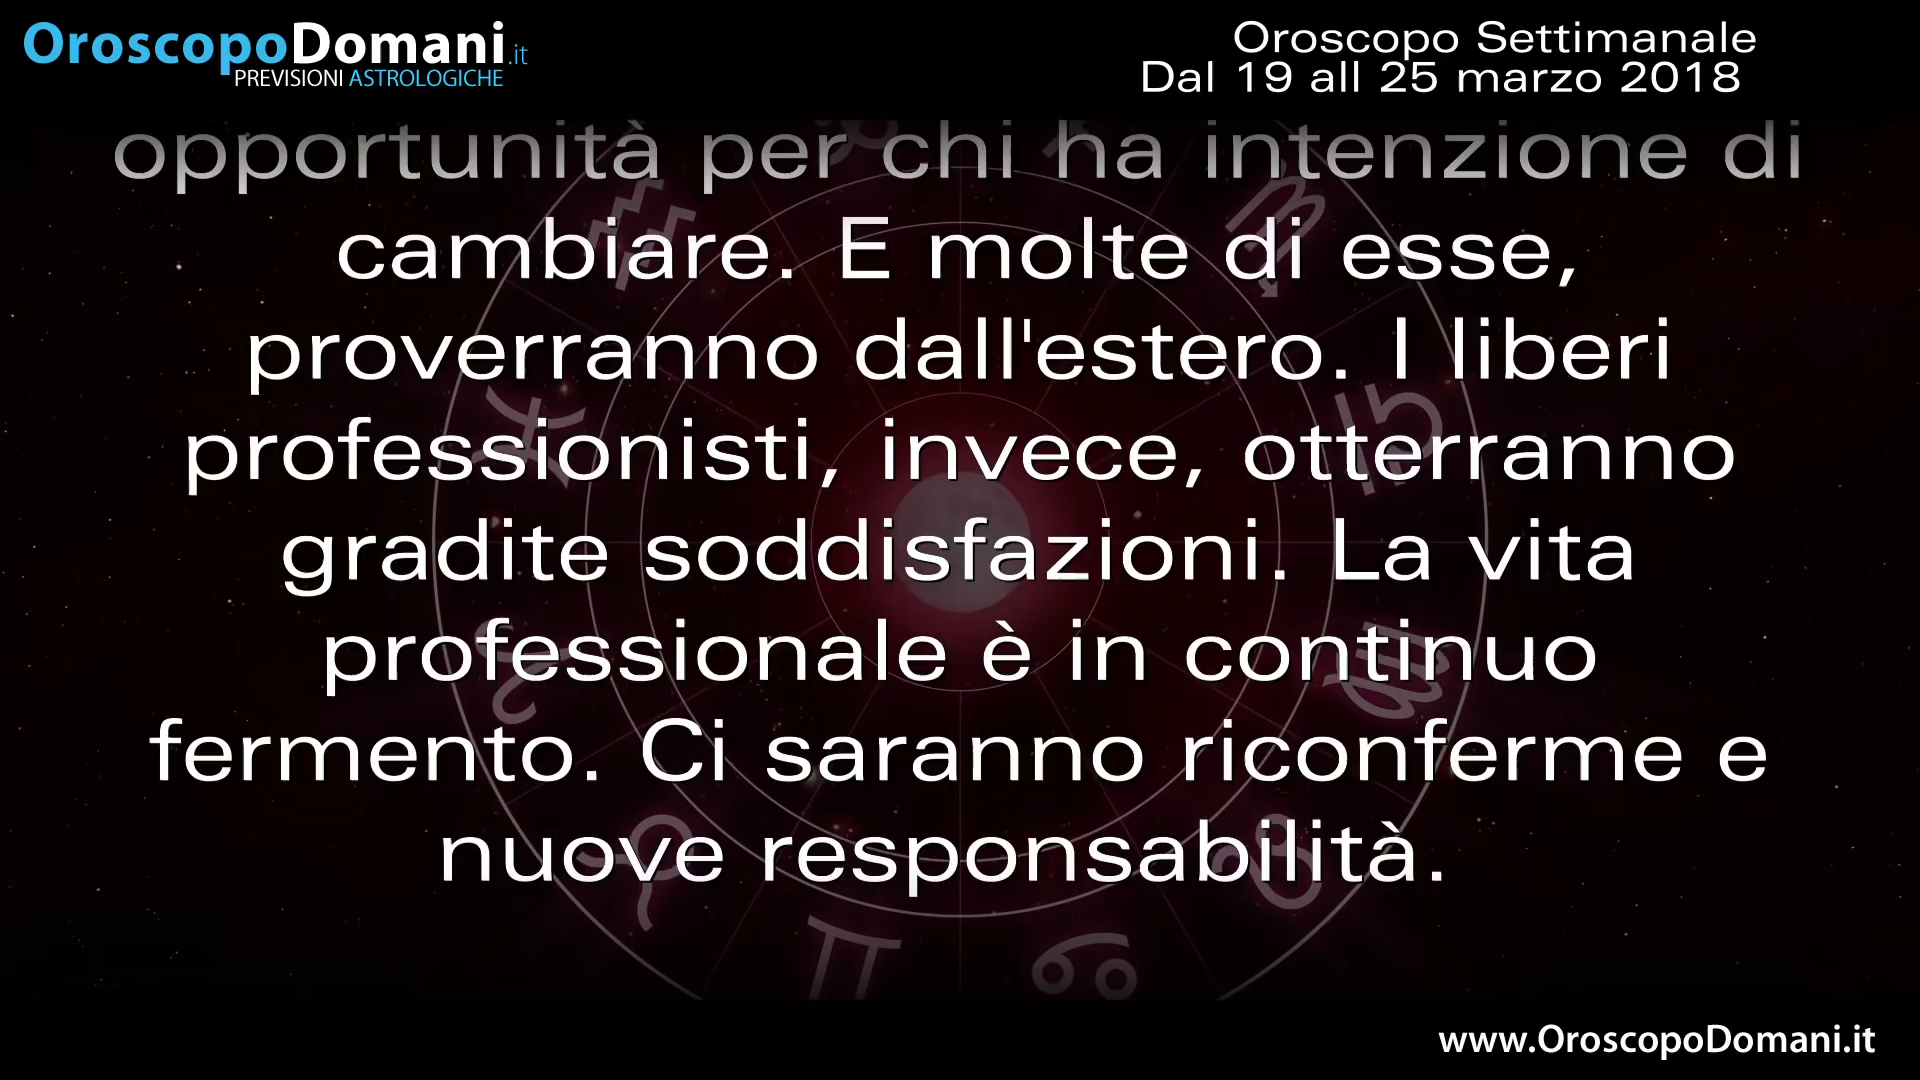 OroscopoDomani.it
PREVISIONI ASTROLOGICHE
Oroscopo Settimanale
Dal 19 all 25 marzo 2018
opportunità per chi ha intenzione di
cambiare. E molte di esse,
proverranno dall'estero. I liberi
professionisti, invece, otterranno
gradite soddisfazioni. La vita
professionale è in continuo
fermento. Ci saranno riconferme e
nuove responsabilità.
www.OroscopoDomani.it